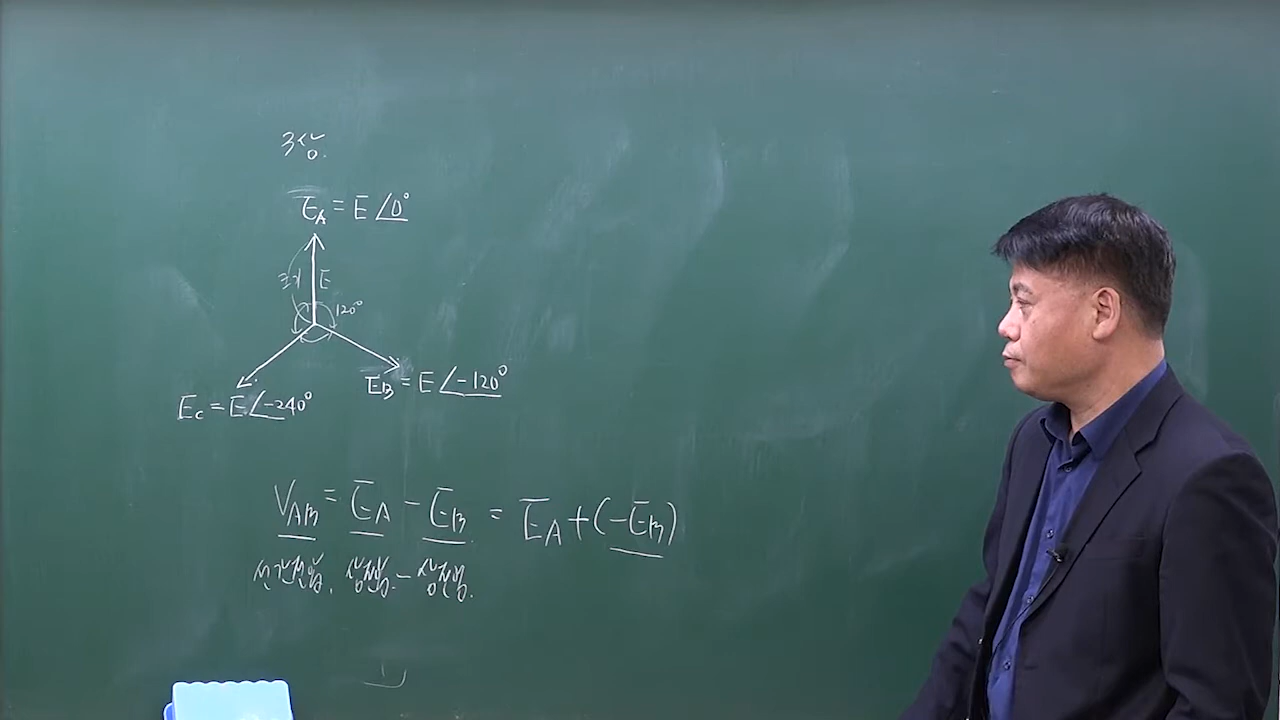 3상.
E_A = E∠0°
크기 E
120°
E_B = E∠-120°
E_C = E∠-240°
V_AB = E_A - E_B = E_A + (-E_B)
선간전압. 상전압 - 상전압.